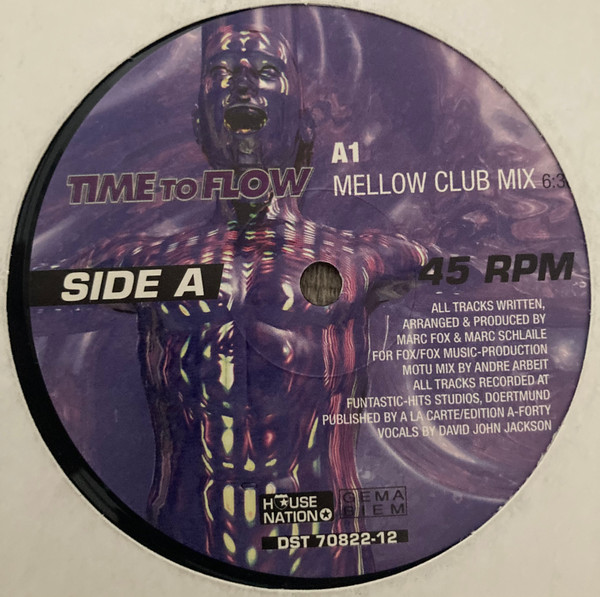 A1
TIME TO FLOW
MELLOW CLUB MIX 6:3
SIDE A
45 RPM
ALL TRACKS WRITTEN,
ARRANGED & PRODUCED BY
MARC FOX & MARC SCHLAILE
FOR FOX/FOX MUSIC-PRODUCTION
MOTU MIX BY ANDRE ARBEIT
ALL TRACKS RECORDED AT
FUNTASTIC-HITS STUDIOS, DOERTMUND
PUBLISHED BY A LA CARTE/EDITION A-FORTY
VOCALS BY DAVID JOHN JACKSON
HOUSE
NATION
GEMA
BIEM
DST 70822-12